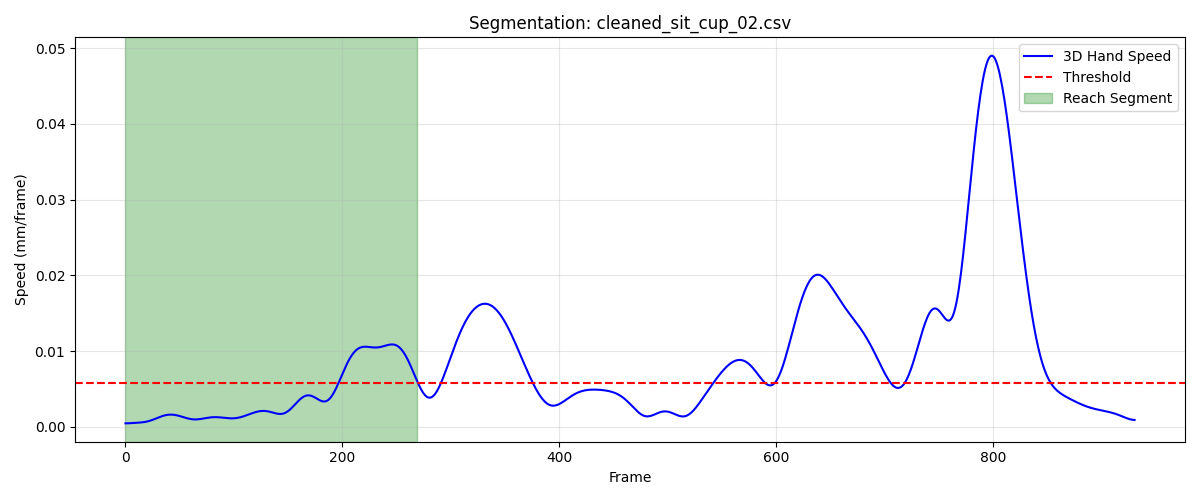 Segmentation: cleaned_sit_cup_02.csv
3D Hand Speed
Threshold
Reach Segment
Speed (mm/frame)
0.05
0.04
0.03
0.02
0.01
0.00
0 200 400 600 800
Frame